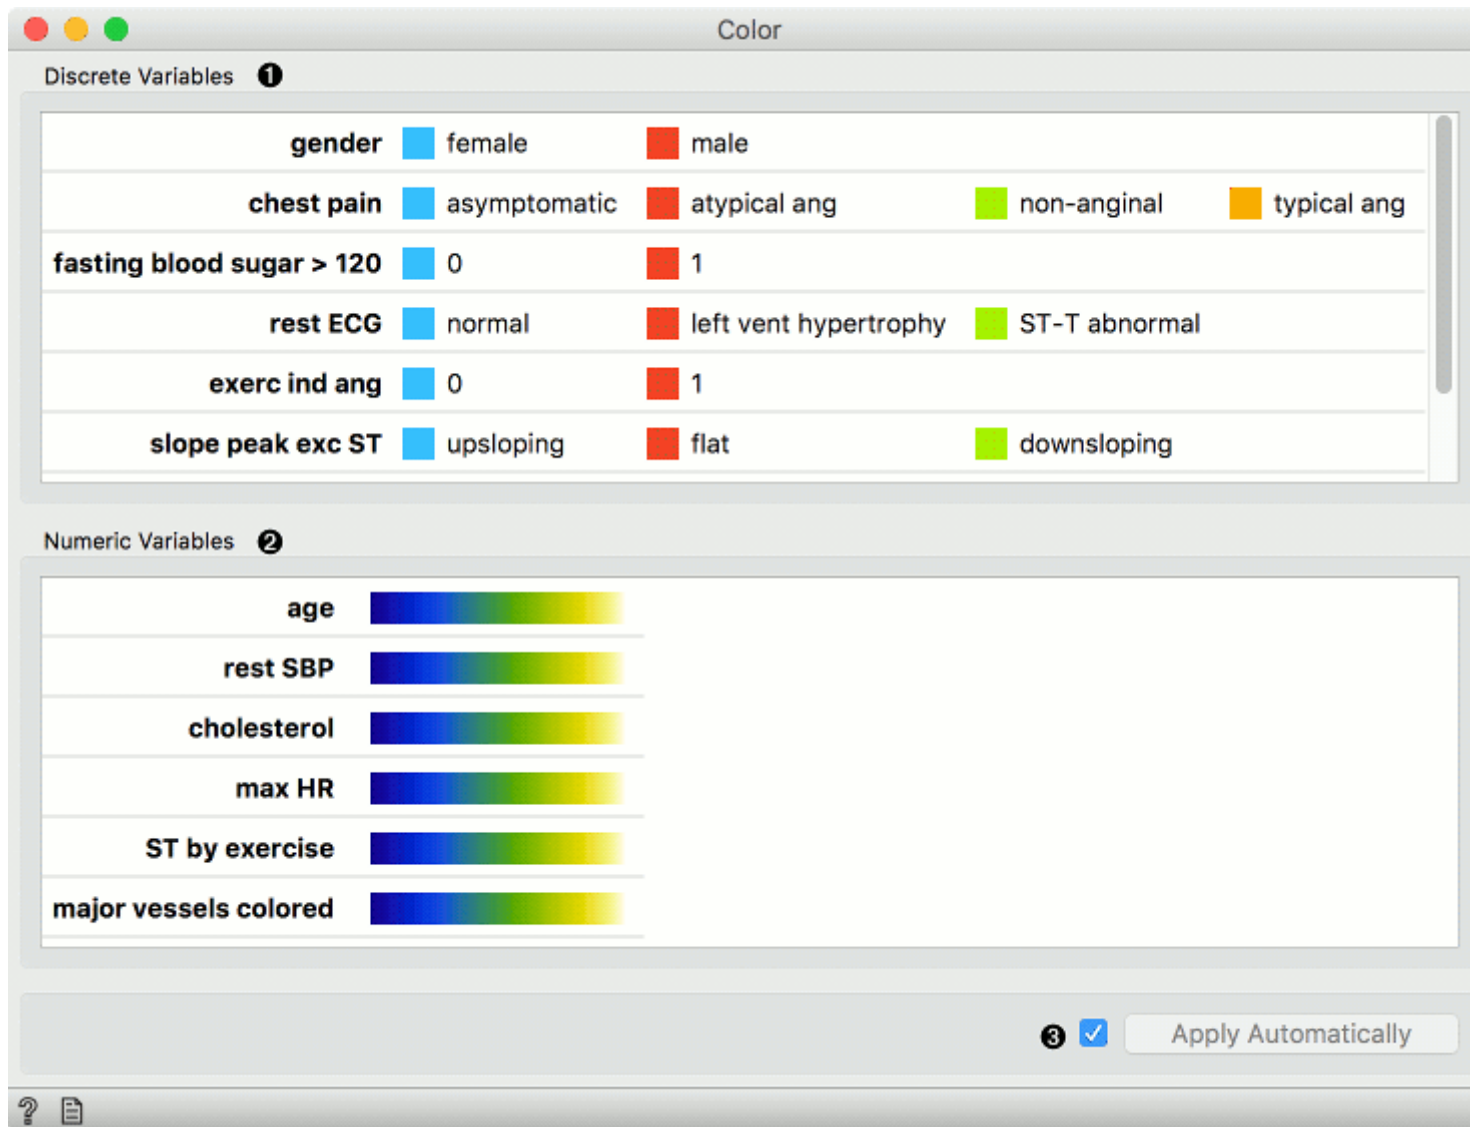 Color
Discrete Variables ❶
gender female male
chest pain asymptomatic atypical ang non-anginal typical ang
fasting blood sugar > 120 0 1
rest ECG normal left vent hypertrophy ST-T abnormal
exerc ind ang 0 1
slope peak exc ST upsloping flat downsloping
Numeric Variables ❷
age
rest SBP
cholesterol
max HR
ST by exercise
major vessels colored
❸ Apply Automatically
?